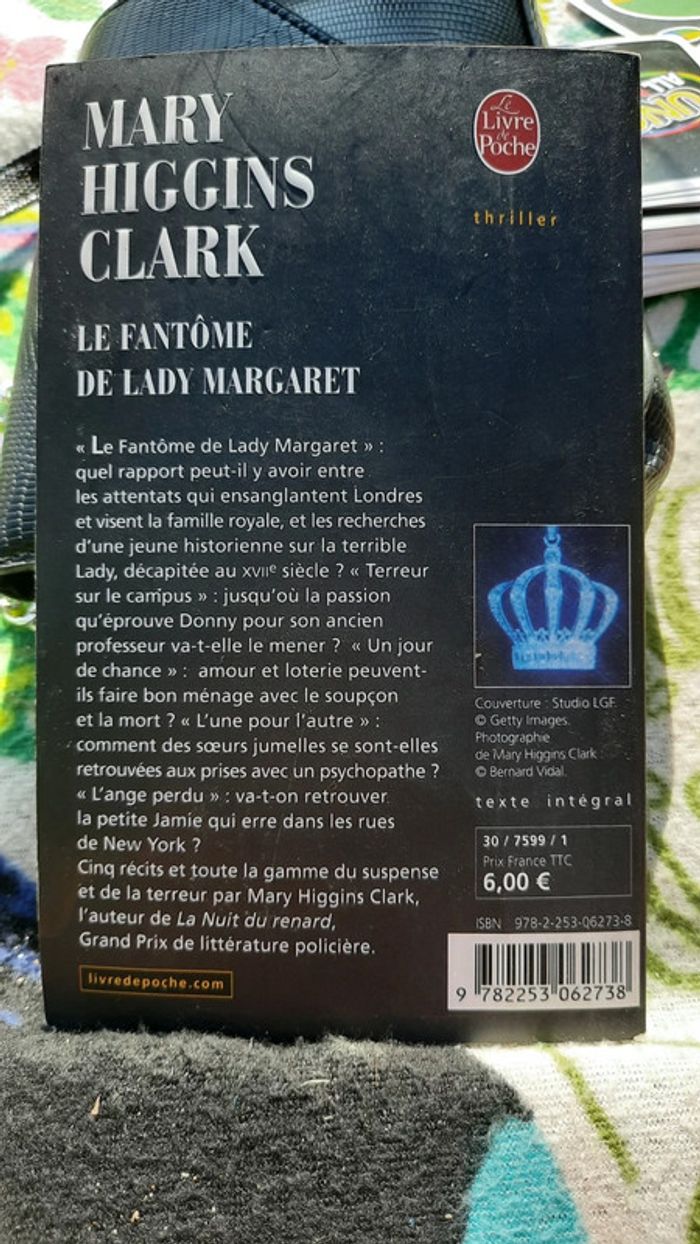 MARY
HIGGINS
CLARK
Le
Livre
de
Poche
thriller
LE FANTÔME
DE LADY MARGARET
« Le Fantôme de Lady Margaret » :
quel rapport peut-il y avoir entre
les attentats qui ensanglantent Londres
et visent la famille royale, et les recherches
d'une jeune historienne sur la terrible
Lady, décapitée au XVIIe siècle ? « Terreur
sur le campus » : jusqu'où la passion
qu'éprouve Donny pour son ancien
professeur va-t-elle le mener ? « Un jour
de chance » : amour et loterie peuvent-
ils faire bon ménage avec le soupçon
et la mort ? « L'une pour l'autre » :
comment des sœurs jumelles se sont-elles
retrouvées aux prises avec un psychopathe ?
« L'ange perdu » : va-t-on retrouver
la petite Jamie qui erre dans les rues
de New York ?
Cinq récits et toute la gamme du suspense
et de la terreur par Mary Higgins Clark,
l'auteur de La Nuit du renard,
Grand Prix de littérature policière.
livredepoche.com
Couverture : Studio LGF.
© Getty Images.
Photographie
de Mary Higgins Clark :
© Bernard Vidal.
texte intégral
30 / 7599 / 1
Prix France TTC
6,00 €
ISBN 978-2-253-06273-8
9 782253 062738